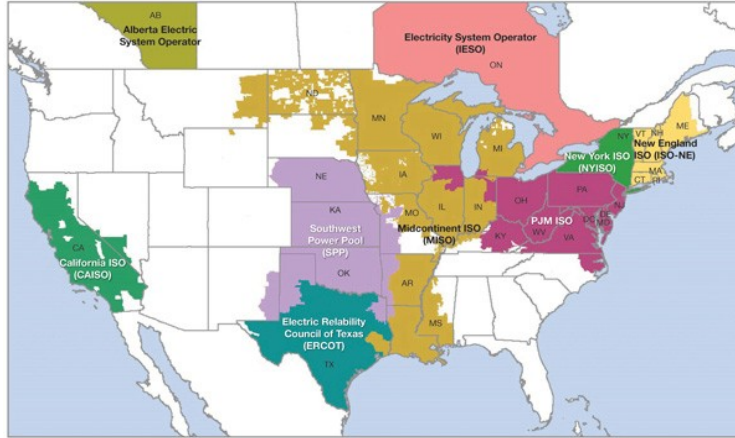 AB
Alberta Electric
System Operator
Electricity System Operator
(IESO)
ON
ND
MN
WI
MI
NY
VT
NH
ME
New England
ISO (ISO-NE)
MA
CT
RI
New York ISO
(NYISO)
NE
IA
IL
IN
OH
PA
NJ
KA
MO
Midcontinent ISO
(MISO)
KY
WV
VA
PJM ISO
DC
DE
MD
Southwest
Power Pool
(SPP)
CA
California ISO
(CAISO)
OK
AR
MS
Electric Relability
Council of Texas
(ERCOT)
TX